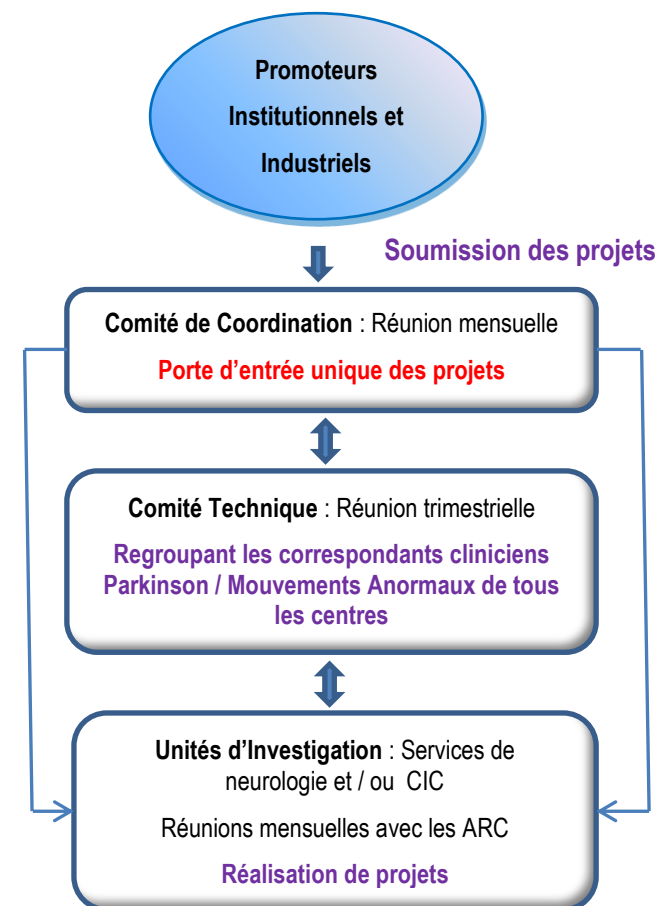 Promoteurs
Institutionnels et
Industriels
Soumission des projets
Comité de Coordination : Réunion mensuelle
Porte d’entrée unique des projets
Comité Technique : Réunion trimestrielle
Regroupant les correspondants cliniciens
Parkinson / Mouvements Anormaux de tous
les centres
Unités d’Investigation : Services de
neurologie et / ou CIC
Réunions mensuelles avec les ARC
Réalisation de projets